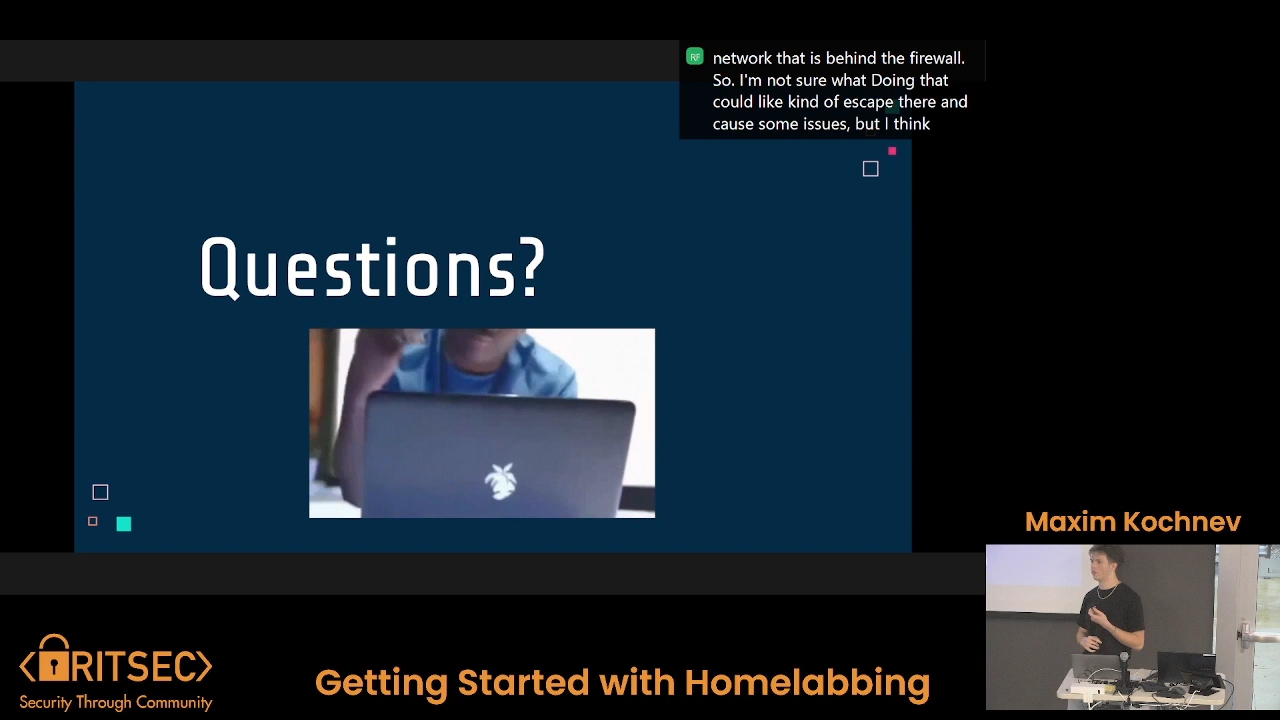 RF
network that is behind the firewall.
So. I'm not sure what Doing that
could like kind of escape there and
cause some issues, but I think
Questions?
Maxim Kochnev
<RITSEC>
Security Through Community
Getting Started with Homelabbing